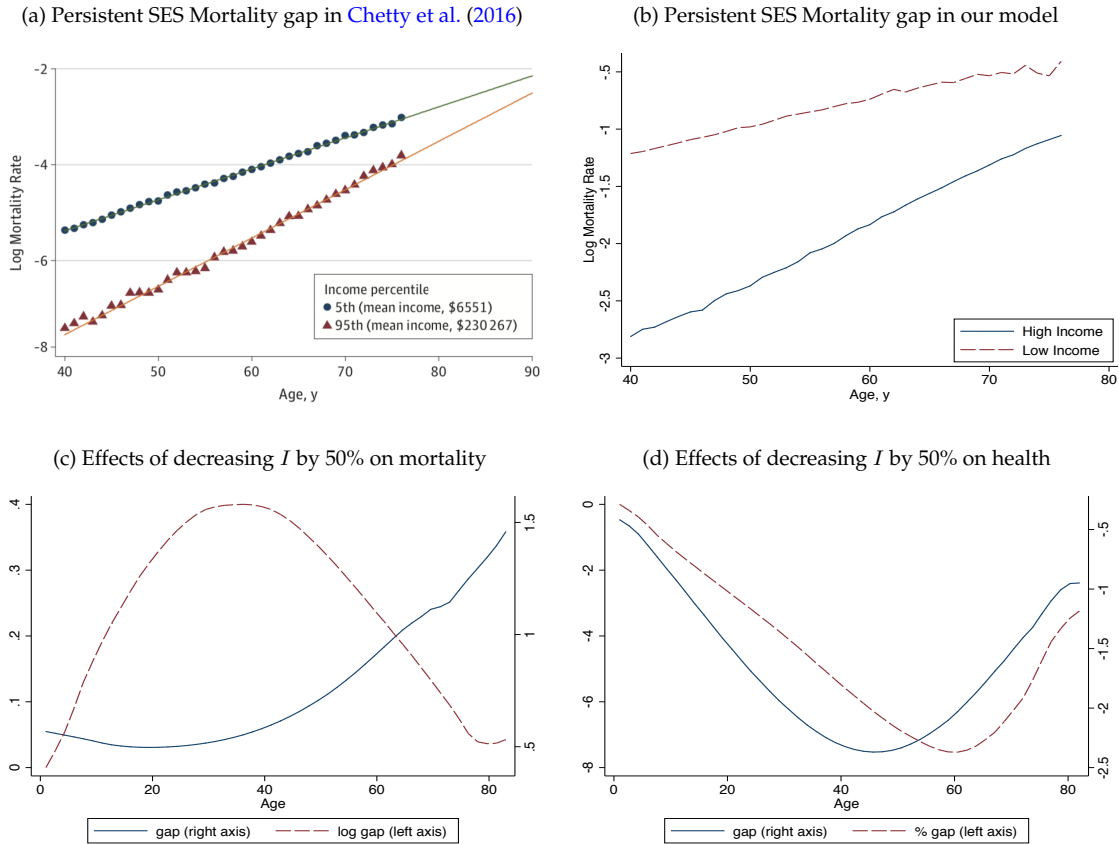 (a) Persistent SES Mortality gap in Chetty et al. (2016)
-2
-4
-6
-8
Log Mortality Rate
40 50 60 70 80 90
Age, y
Income percentile
5th (mean income, $6551)
95th (mean income, $230 267)
(b) Persistent SES Mortality gap in our model
-.5
-1
-1.5
-2
-2.5
-3
Log Mortality Rate
40 50 60 70 80
Age, y
High Income
Low Income
(c) Effects of decreasing I by 50% on mortality
.4
.3
.2
.1
0
1.5
1
.5
0 20 40 60 80
Age
gap (right axis) log gap (left axis)
(d) Effects of decreasing I by 50% on health
0
-2
-4
-6
-8
-.5
-1
-1.5
-2
-2.5
0 20 40 60 80
Age
gap (right axis) % gap (left axis)